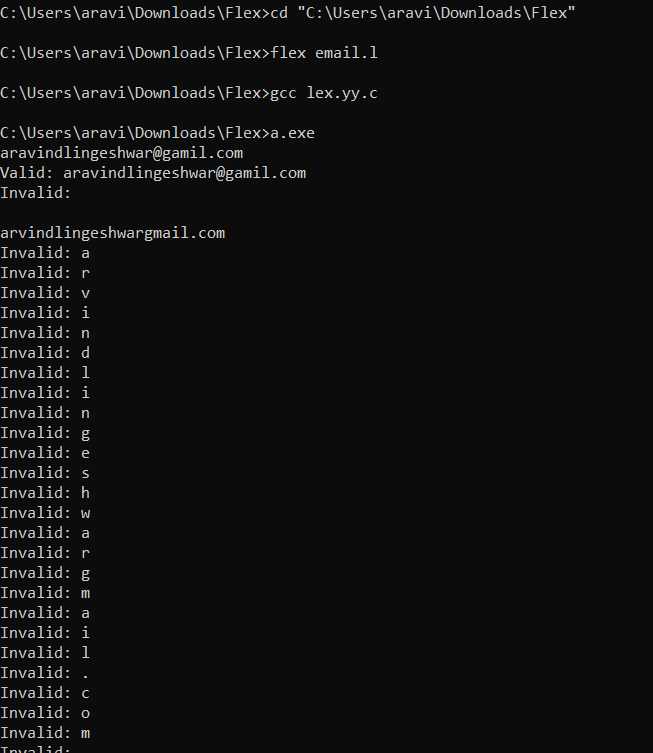 C:\Users\aravi\Downloads\Flex>cd "C:\Users\aravi\Downloads\Flex"
C:\Users\aravi\Downloads\Flex>flex email.l
C:\Users\aravi\Downloads\Flex>gcc lex.yy.c
C:\Users\aravi\Downloads\Flex>a.exe
aravindlingeshwar@gamil.com
Valid: aravindlingeshwar@gamil.com
Invalid:
arvindlingeshwargmail.com
Invalid: a
Invalid: r
Invalid: v
Invalid: i
Invalid: n
Invalid: d
Invalid: l
Invalid: i
Invalid: n
Invalid: g
Invalid: e
Invalid: s
Invalid: h
Invalid: w
Invalid: a
Invalid: r
Invalid: g
Invalid: m
Invalid: a
Invalid: i
Invalid: l
Invalid: .
Invalid: c
Invalid: o
Invalid: m
Invalid: